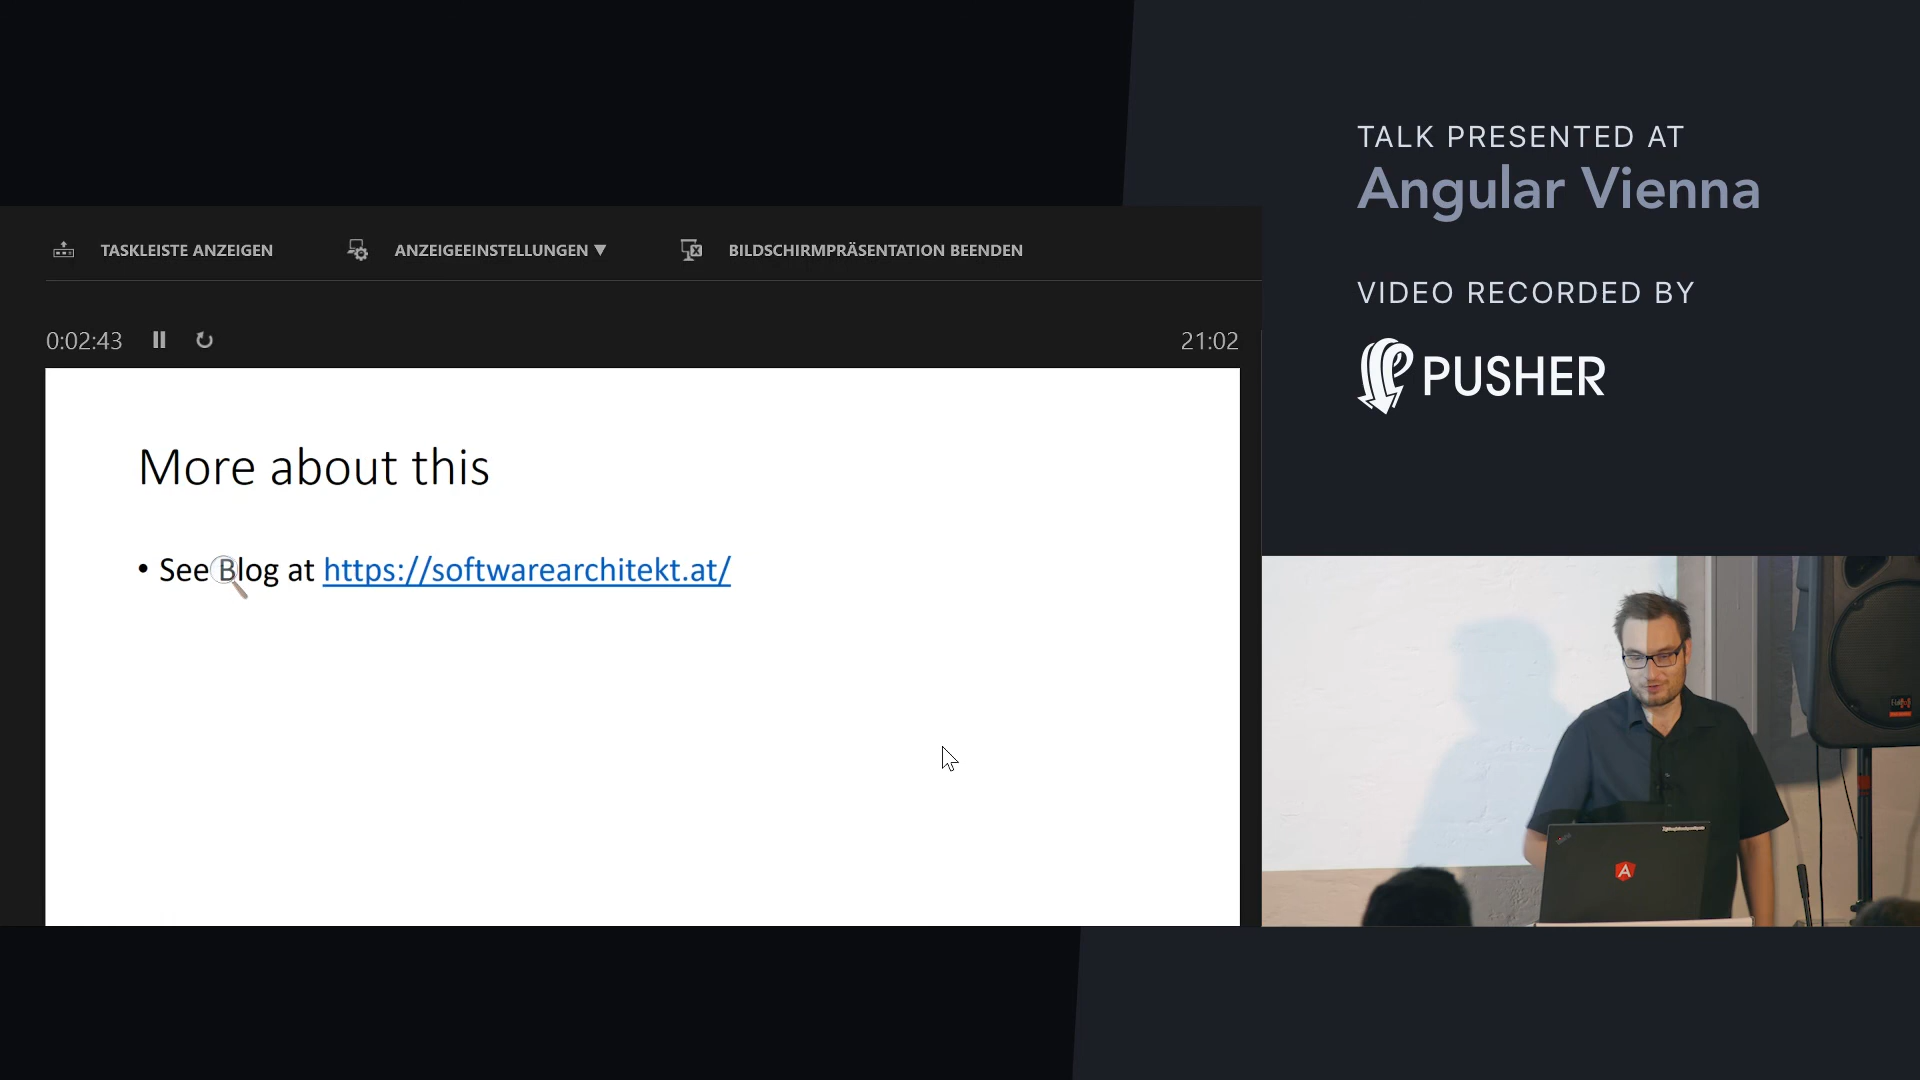 TASKLEISTE ANZEIGEN
ANZEIGEEINSTELLUNGEN ▼
BILDSCHIRMPRÄSENTATION BEENDEN
0:02:43
21:02
More about this
• See Blog at https://softwarearchitekt.at/
TALK PRESENTED AT
Angular Vienna
VIDEO RECORDED BY
PUSHER
A